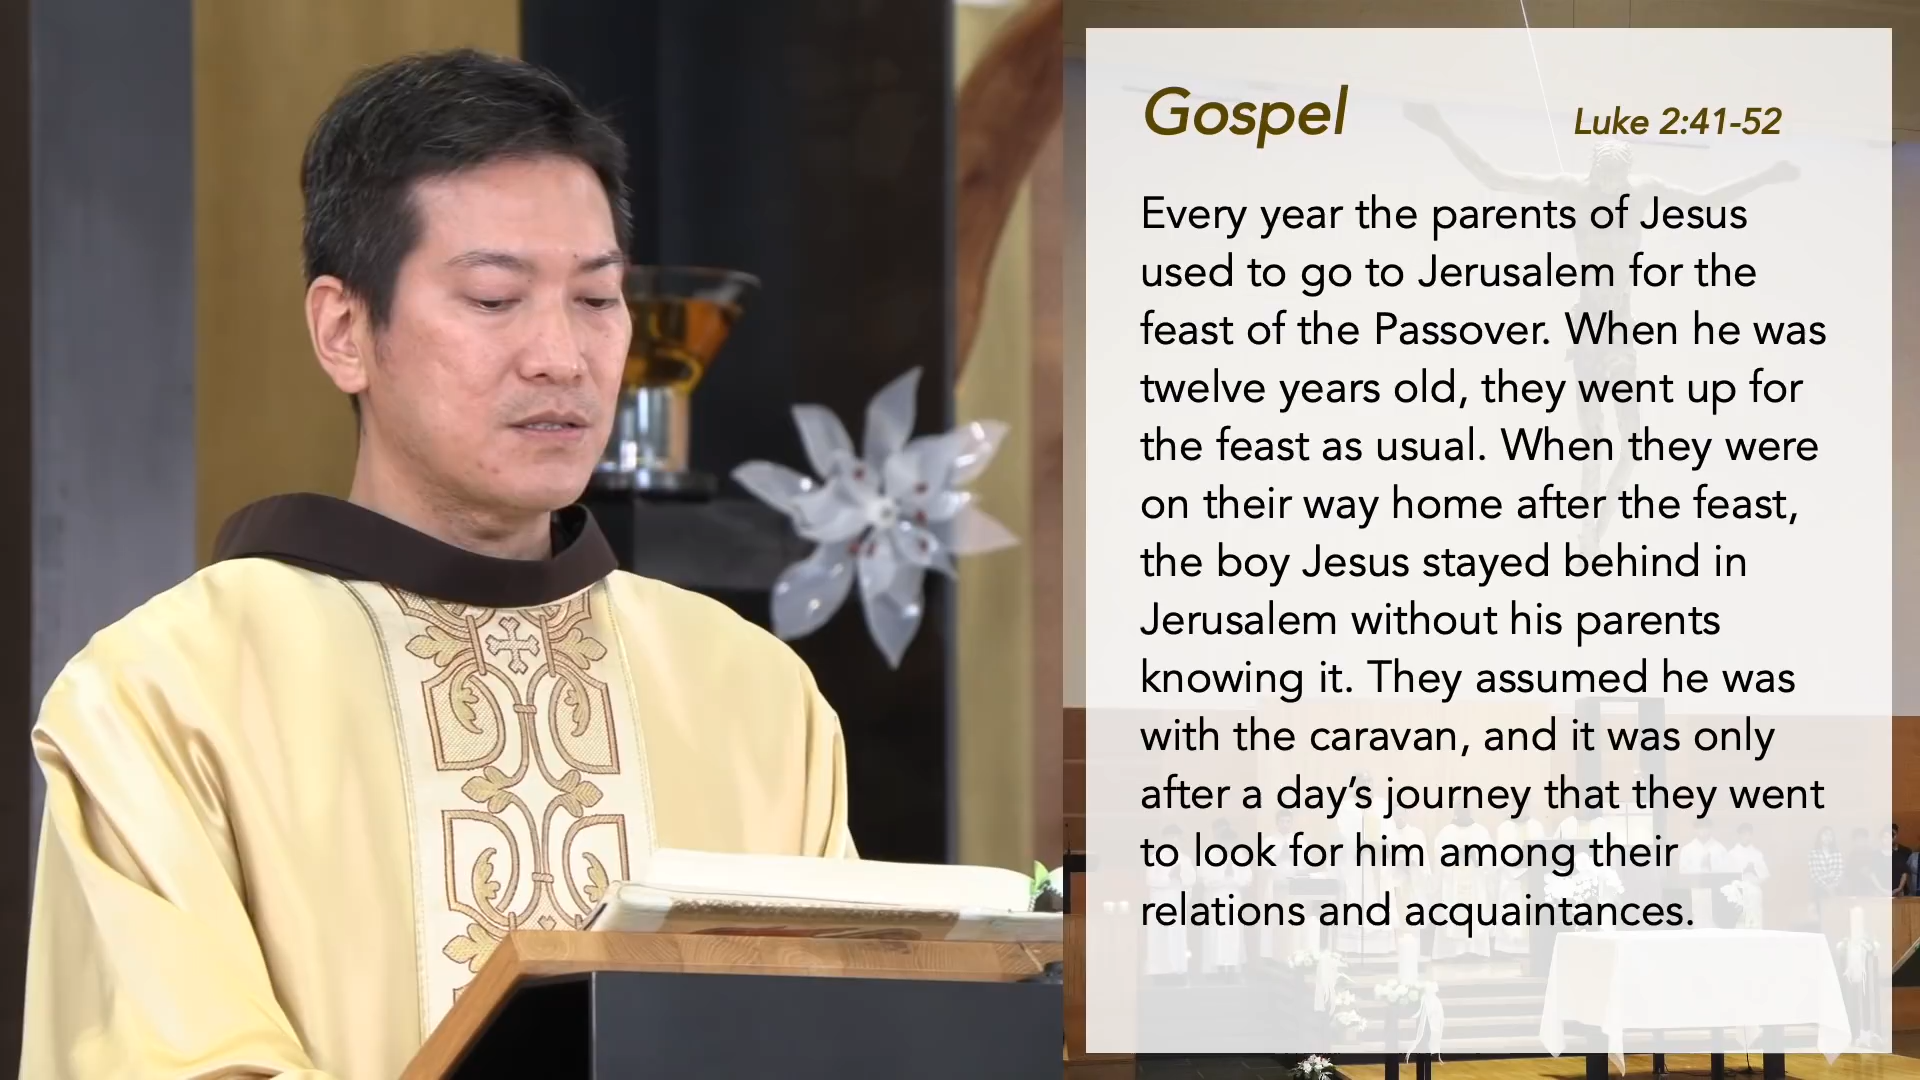 Gospel
Luke 2:41-52
Every year the parents of Jesus
used to go to Jerusalem for the
feast of the Passover. When he was
twelve years old, they went up for
the feast as usual. When they were
on their way home after the feast,
the boy Jesus stayed behind in
Jerusalem without his parents
knowing it. They assumed he was
with the caravan, and it was only
after a day’s journey that they went
to look for him among their
relations and acquaintances.